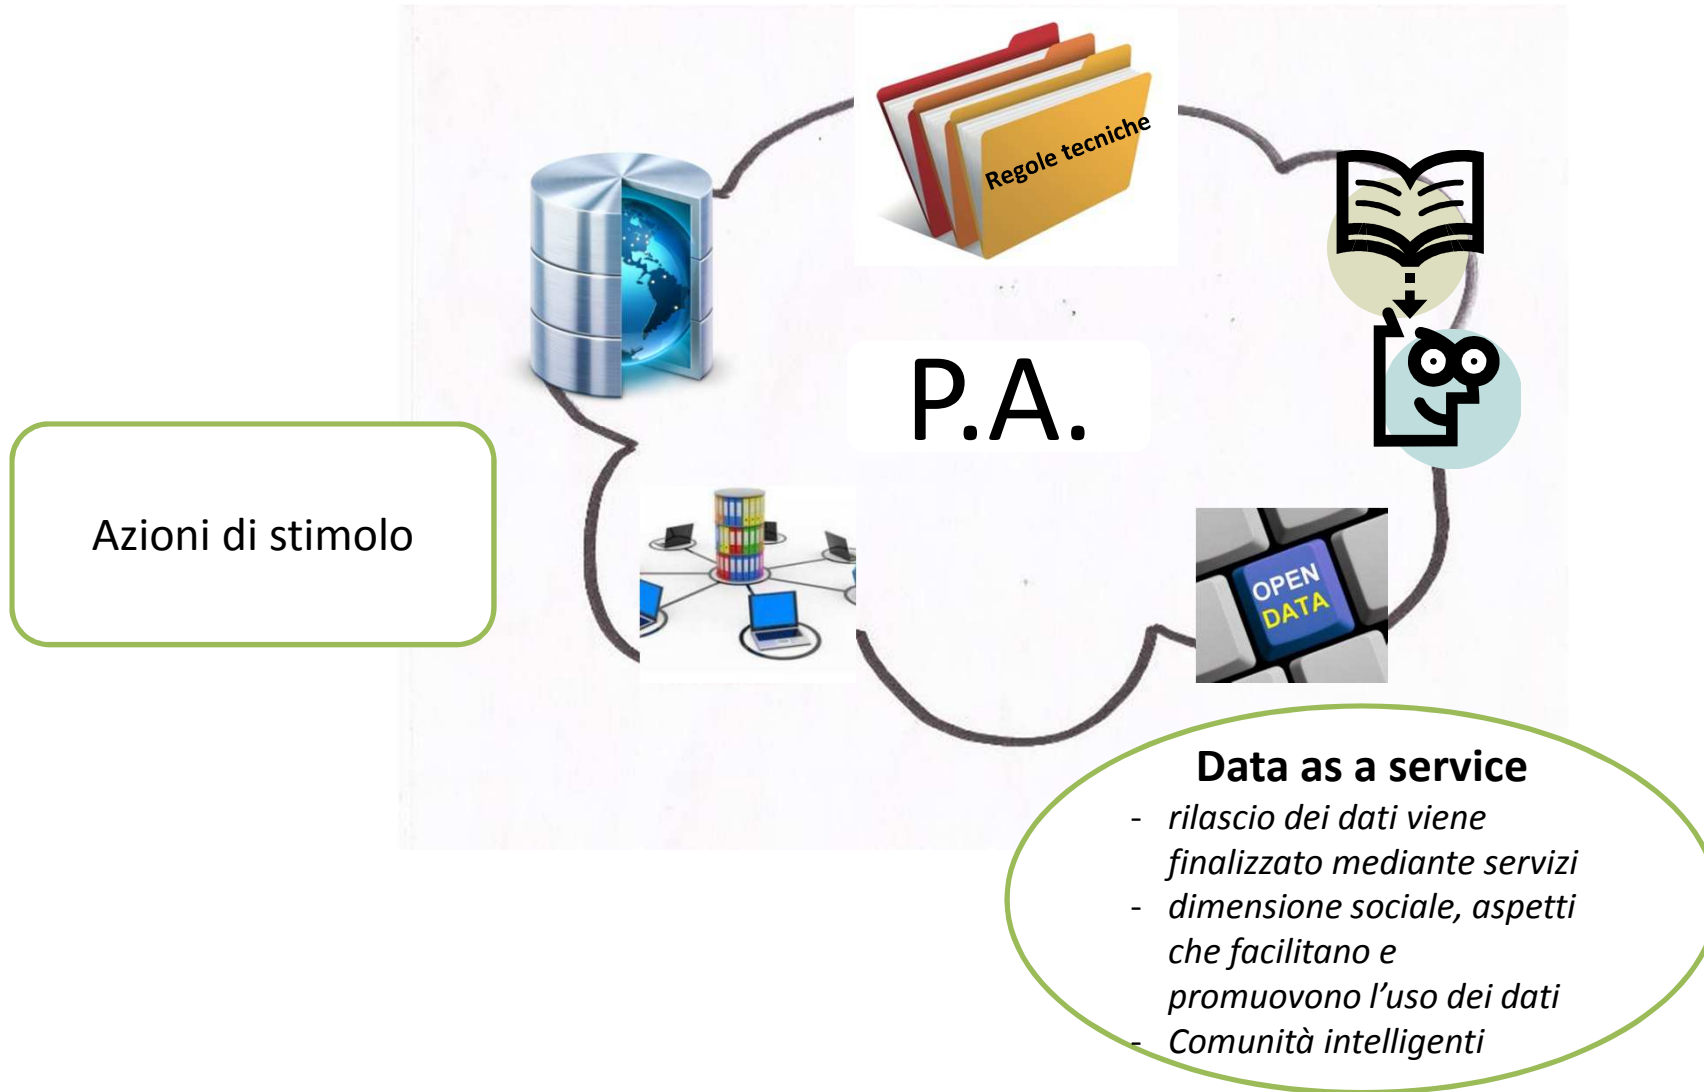 Regole tecniche
P.A.
Azioni di stimolo
OPEN
DATA
Data as a service
- rilascio dei dati viene
finalizzato mediante servizi
- dimensione sociale, aspetti
che facilitano e
promuovono l’uso dei dati
- Comunità intelligenti